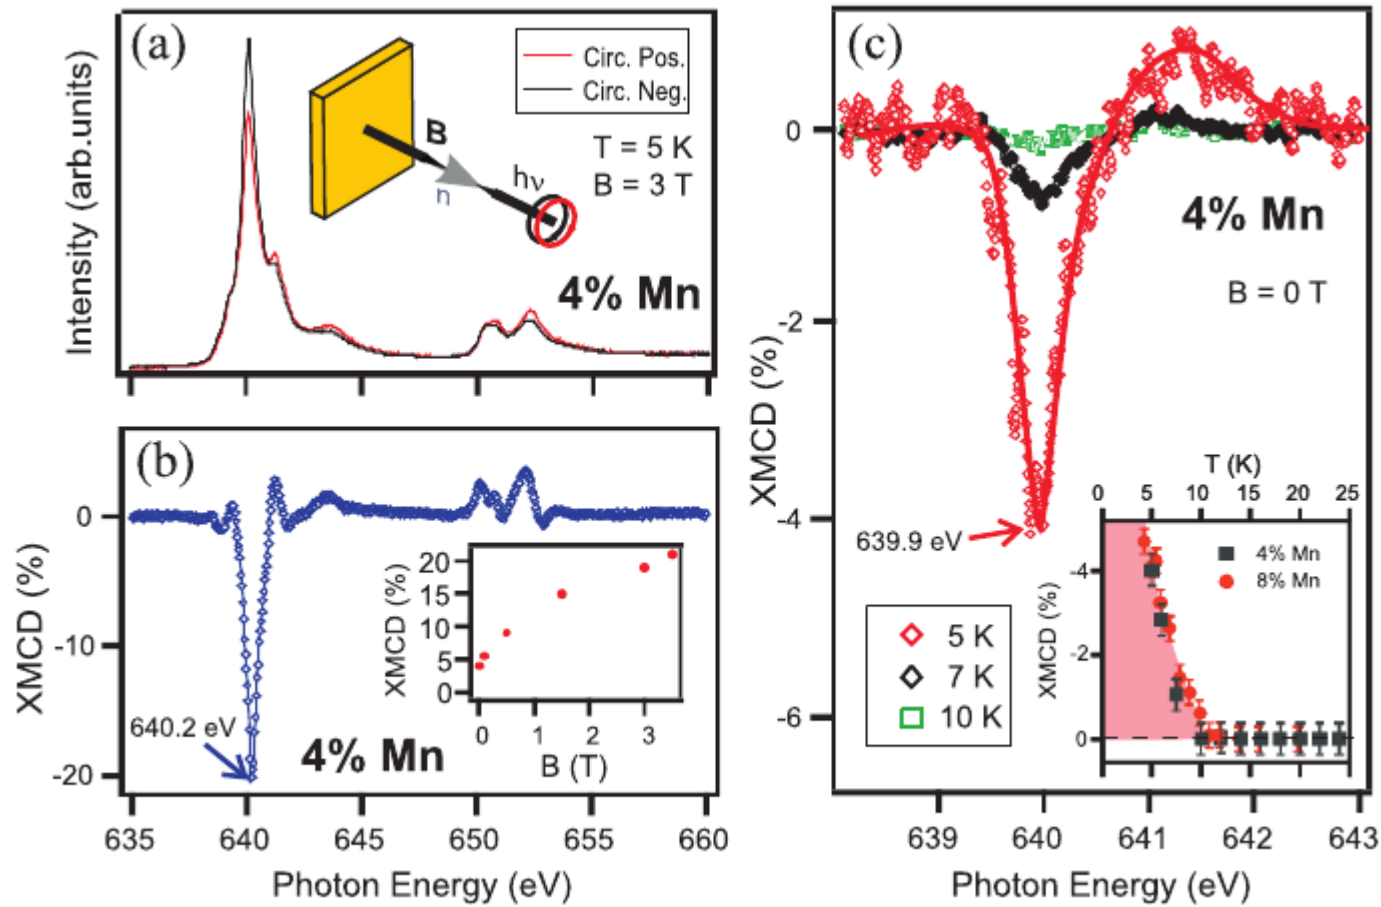 (a)
Circ. Pos.
Circ. Neg.
B
n
hν
T = 5 K
B = 3 T
4% Mn
Intensity (arb.units)
(b)
0
-10
-20
XMCD (%)
640.2 eV
4% Mn
20
15
10
5
0
XMCD (%)
0 1 2 3
B (T)
635 640 645 650 655 660
Photon Energy (eV)
(c)
0
-2
-4
-6
XMCD (%)
4% Mn
B = 0 T
639.9 eV
5 K
7 K
10 K
T (K)
0 5 10 15 20 25
4% Mn
8% Mn
-4
-2
0
XMCD (%)
639 640 641 642 643
Photon Energy (eV)